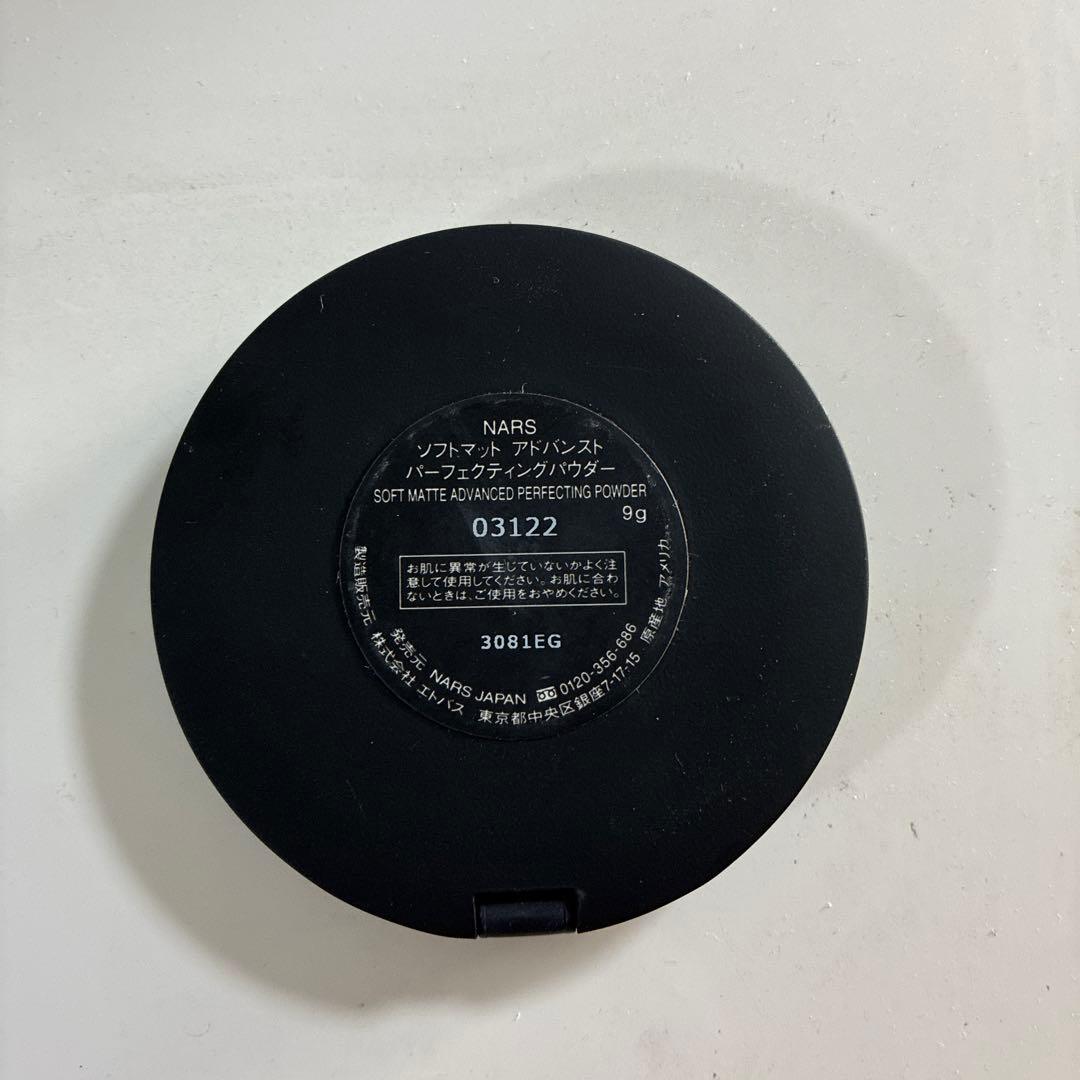 NARS
ソフトマット アドバンスト
パーフェクティングパウダー
SOFT MATTE ADVANCED PERFECTING POWDER
9g
03122
お肌に異常が生じていないかよく注
意して使用してください。お肌に合わ
ないときは、ご使用をおやめください。
3081EG
発売元 NARS JAPAN 0120-356-686
製造販売元 株式会社 エトバス 東京都中央区銀座7-17-15 原産地 アメリカ